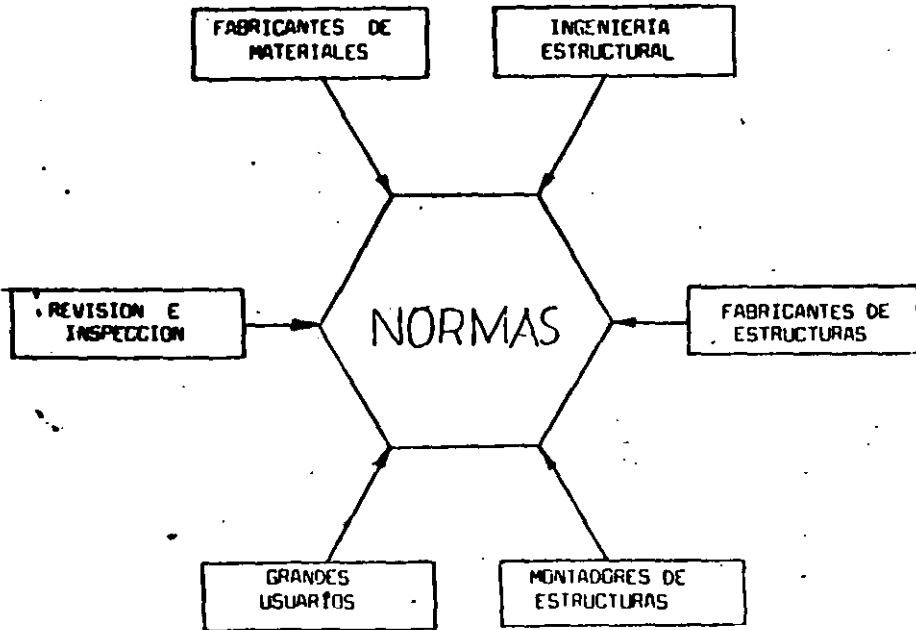 FABRICANTES DE
MATERIALES
INGENIERIA
ESTRUCTURAL
REVISION E
INSPECCION
NORMAS
FABRICANTES DE
ESTRUCTURAS
GRANDES
USUARIOS
MONTADORES DE
ESTRUCTURAS